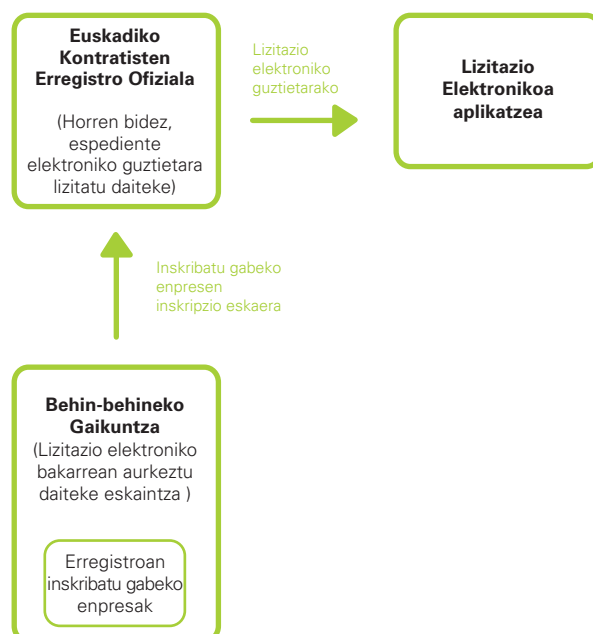 Euskadiko
Kontratisten
Erregistro Ofiziala
(Horren bidez,
espediente
elektroniko guztietara
lizitatu daiteke)
Lizitazio
elektroniko
guztietarako
Lizitazio
Elektronikoa
aplikatzea
Inskribatu gabeko
enpresen
inskripzio eskaera
Behin-behineko
Gaikuntza
(Lizitazio elektroniko
bakarrean aurkeztu
daiteke eskaintza )
Erregistroan
inskribatu gabeko
enpresak